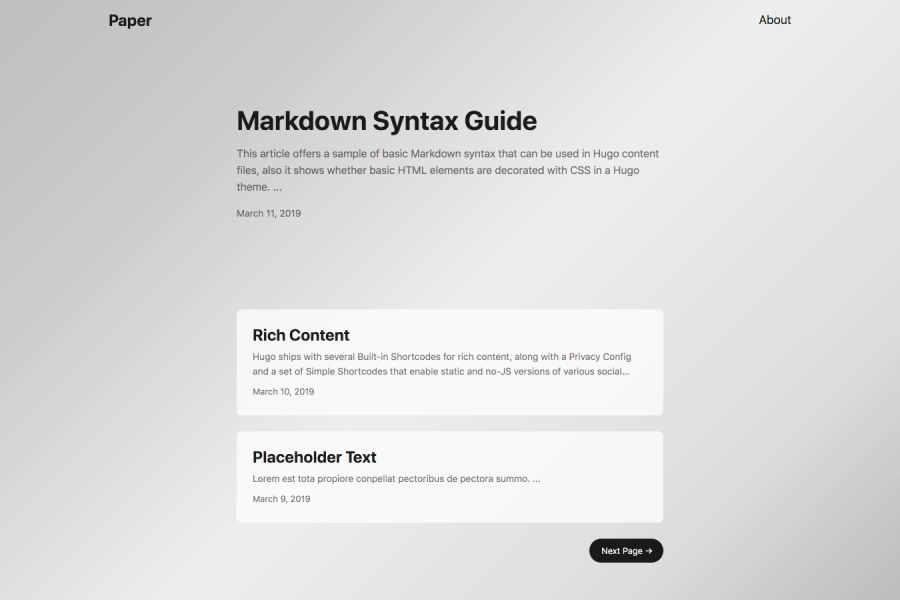 Paper
About
Markdown Syntax Guide
This article offers a sample of basic Markdown syntax that can be used in Hugo content
files, also it shows whether basic HTML elements are decorated with CSS in a Hugo
theme. ...
March 11, 2019
Rich Content
Hugo ships with several Built-in Shortcodes for rich content, along with a Privacy Config
and a set of Simple Shortcodes that enable static and no-JS versions of various social...
March 10, 2019
Placeholder Text
Lorem est tota propiore conpellat pectoribus de pectora summo. ...
March 9, 2019
Next Page →